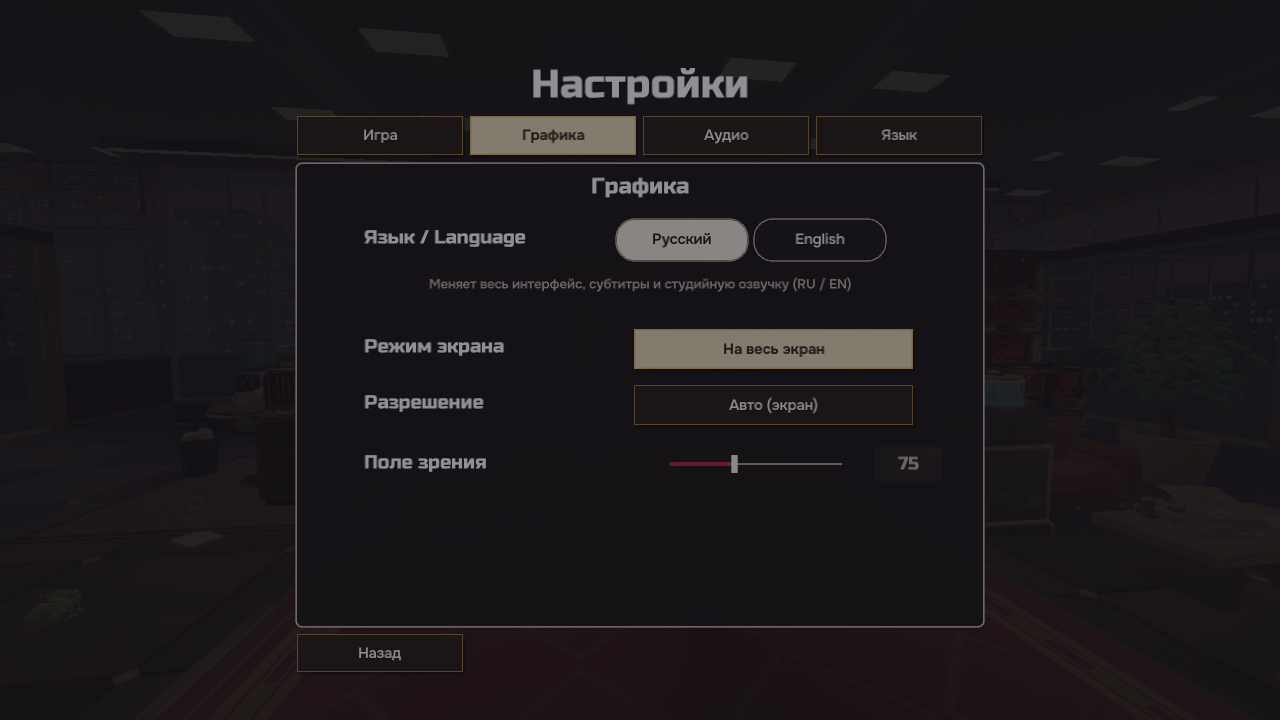 Настройки
Игра
Графика
Аудио
Язык
Графика
Язык / Language
Русский
English
Меняет весь интерфейс, субтитры и студийную озвучку (RU / EN)
Режим экрана
На весь экран
Разрешение
Авто (экран)
Поле зрения
75
Назад